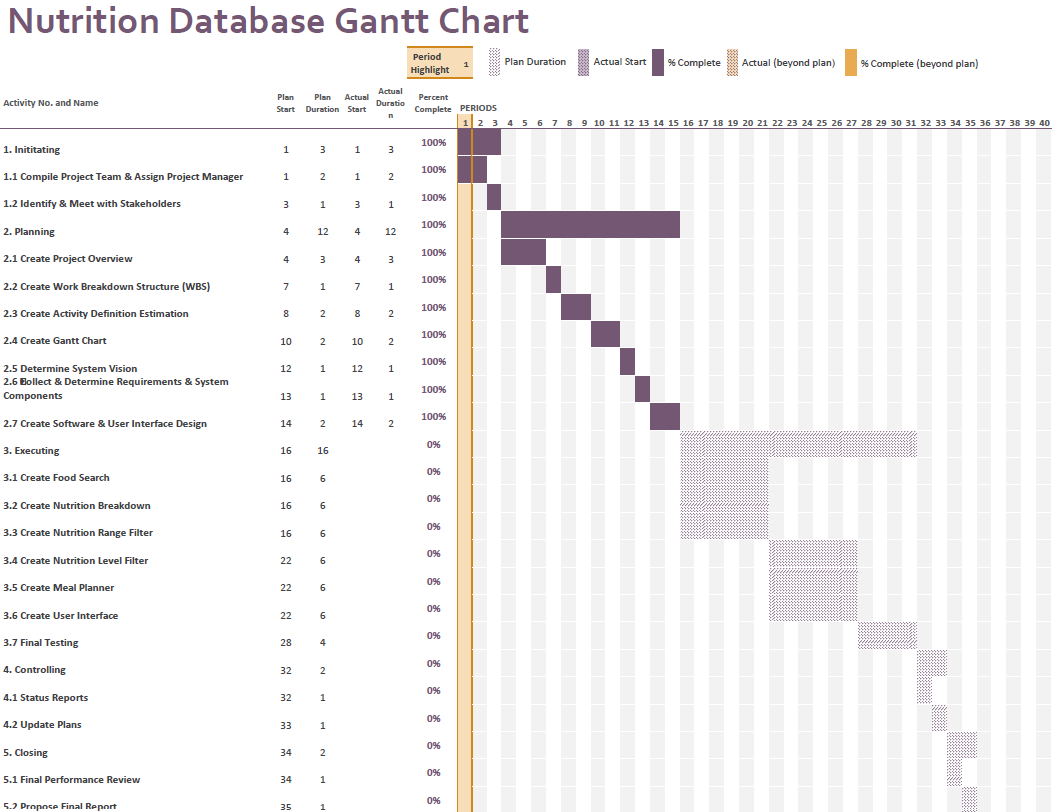 Nutrition Database Gantt Chart
Period Highlight 1 Plan Duration Actual Start % Complete Actual (beyond plan) % Complete (beyond plan)
Activity No. and Name Plan Start Plan Duration Actual Start Actual Duratio n Percent Complete PERIODS
1 2 3 4 5 6 7 8 9 10 11 12 13 14 15 16 17 18 19 20 21 22 23 24 25 26 27 28 29 30 31 32 33 34 35 36 37 38 39 40
1. Inititating 1 3 1 3 100%
1.1 Compile Project Team & Assign Project Manager 1 2 1 2 100%
1.2 Identify & Meet with Stakeholders 3 1 3 1 100%
2. Planning 4 12 4 12 100%
2.1 Create Project Overview 4 3 4 3 100%
2.2 Create Work Breakdown Structure (WBS) 7 1 7 1 100%
2.3 Create Activity Definition Estimation 8 2 8 2 100%
2.4 Create Gantt Chart 10 2 10 2 100%
2.5 Determine System Vision 12 1 12 1 100%
2.6 Collect & Determine Requirements & System
Components 13 1 13 1 100%
2.7 Create Software & User Interface Design 14 2 14 2 100%
3. Executing 16 16 0%
3.1 Create Food Search 16 6 0%
3.2 Create Nutrition Breakdown 16 6 0%
3.3 Create Nutrition Range Filter 16 6 0%
3.4 Create Nutrition Level Filter 22 6 0%
3.5 Create Meal Planner 22 6 0%
3.6 Create User Interface 22 6 0%
3.7 Final Testing 28 4 0%
4. Controlling 32 2 0%
4.1 Status Reports 32 1 0%
4.2 Update Plans 33 1 0%
5. Closing 34 2 0%
5.1 Final Performance Review 34 1 0%
5.2 Propose Final Report 35 1 0%